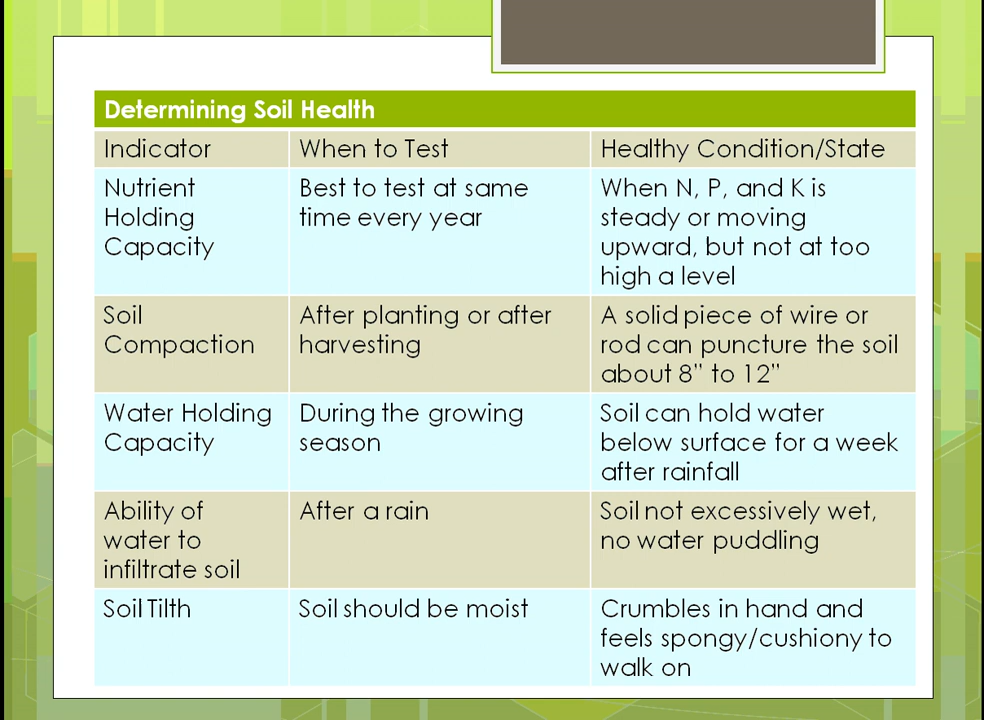 Determining Soil Health
Indicator
When to Test
Healthy Condition/State
Nutrient
Holding
Capacity
Best to test at same
time every year
When N, P, and K is
steady or moving
upward, but not at too
high a level
Soil
Compaction
After planting or after
harvesting
A solid piece of wire or
rod can puncture the soil
about 8” to 12”
Water Holding
Capacity
During the growing
season
Soil can hold water
below surface for a week
after rainfall
Ability of
water to
infiltrate soil
After a rain
Soil not excessively wet,
no water puddling
Soil Tilth
Soil should be moist
Crumbles in hand and
feels spongy/cushiony to
walk on